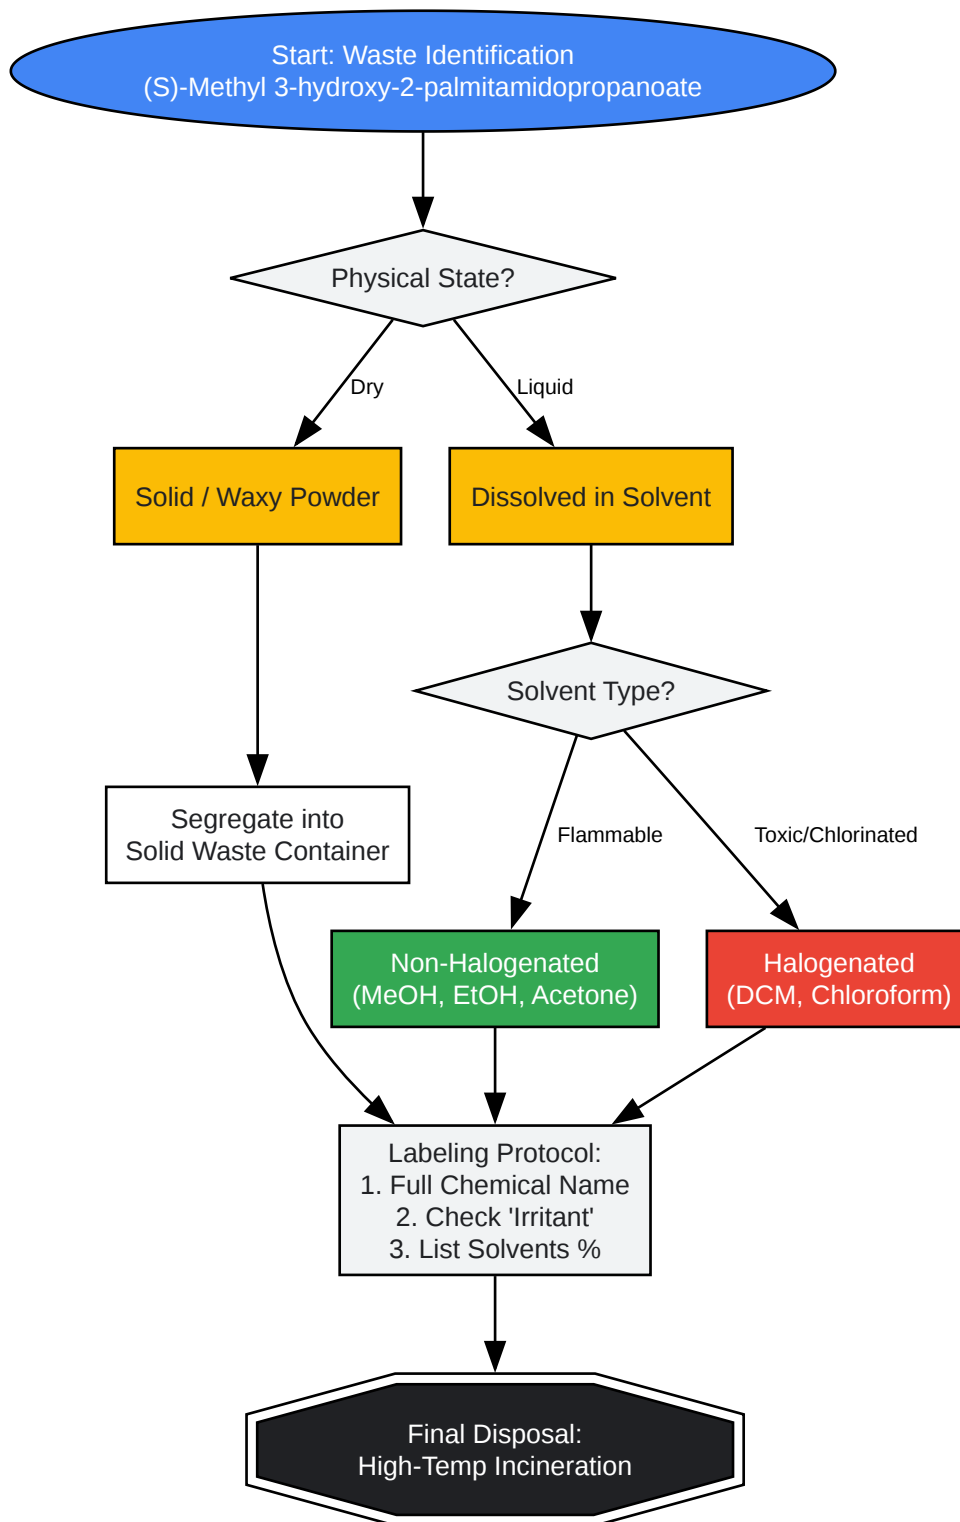 Start: Waste Identification
(S)-Methyl 3-hydroxy-2-palmitamidopropanoate
Physical State?
Dry
Liquid
Solid / Waxy Powder
Dissolved in Solvent
Solvent Type?
Segregate into
Solid Waste Container
Flammable
Toxic/Chlorinated
Non-Halogenated
(MeOH, EtOH, Acetone)
Halogenated
(DCM, Chloroform)
Labeling Protocol:
1. Full Chemical Name
2. Check 'Irritant'
3. List Solvents %
Final Disposal:
High-Temp Incineration